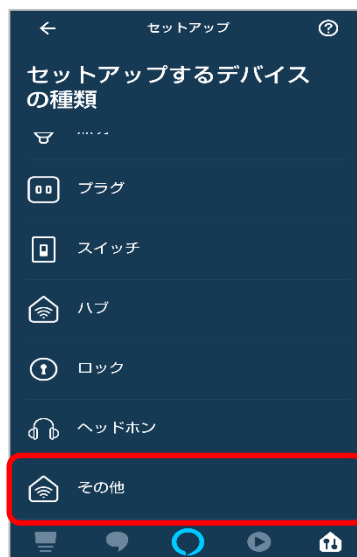 セットアップ
セットアップするデバイス
の種類
プラグ
スイッチ
ハブ
ロック
ヘッドホン
その他